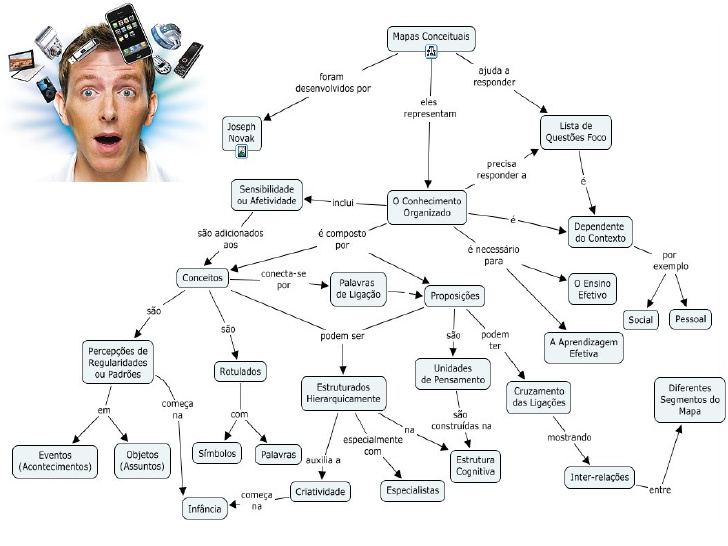 Mapas Conceituais
foram
desenvolvidos por
eles
representam
ajuda a
responder
Joseph
Novak
Lista de
Questões Foco
precisa
responder a
é
Sensibilidade
ou Afetividade
inclui
O Conhecimento
Organizado
é
Dependente
do Contexto
são adicionados
aos
é composto
por
é necessário
para
por
exemplo
Conceitos
conecta-se
por
Palavras
de Ligação
Proposições
O Ensino
Efetivo
Social
Pessoal
são
são
podem ser
são
podem
ter
A Aprendizagem
Efetiva
Percepções de
Regularidades
ou Padrões
Rotulados
Estruturados
Hierarquicamente
Unidades
de Pensamento
Cruzamento
das Ligações
Diferentes
Segmentos do
Mapa
em
começa
na
com
auxilia a
especialmente
com
na
são
construídas na
mostrando
Eventos
(Acontecimentos)
Objetos
(Assuntos)
Símbolos
Palavras
Estrutura
Cognitiva
Inter-relações
entre
Infância
começa
na
Criatividade
Especialistas